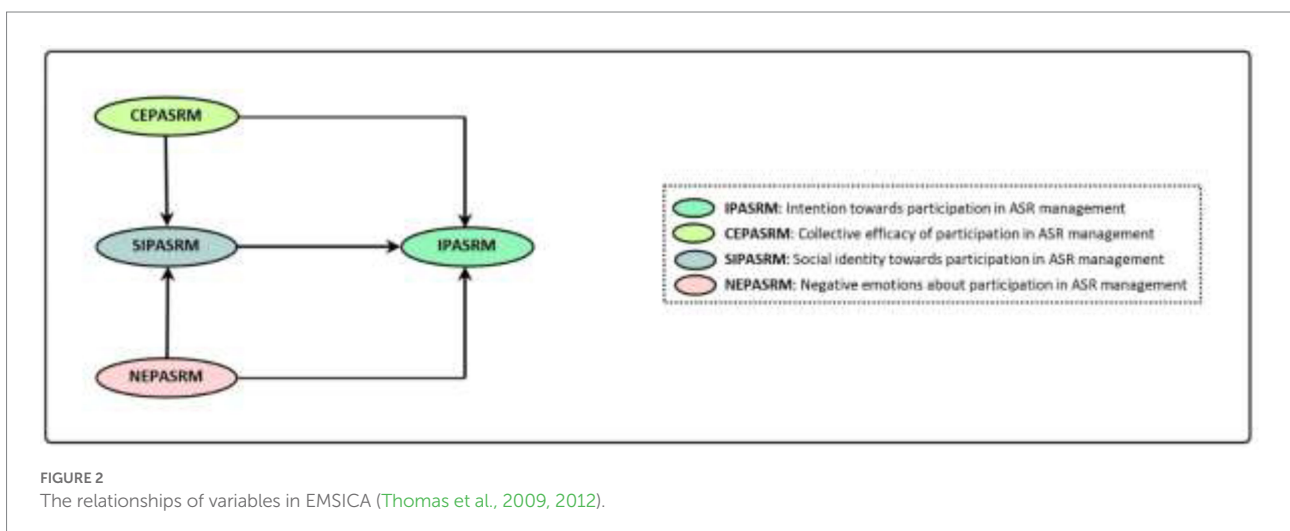 CEPASRM
SIPASRM
IPASRM
NEPASRM
IPASRM: Intention towards participation in ASR management
CEPASRM: Collective efficacy of participation in ASR management
SIPASRM: Social identity towards participation in ASR management
NEPASRM: Negative emotions about participation in ASR management
FIGURE 2
The relationships of variables in EMSICA (Thomas et al., 2009, 2012).